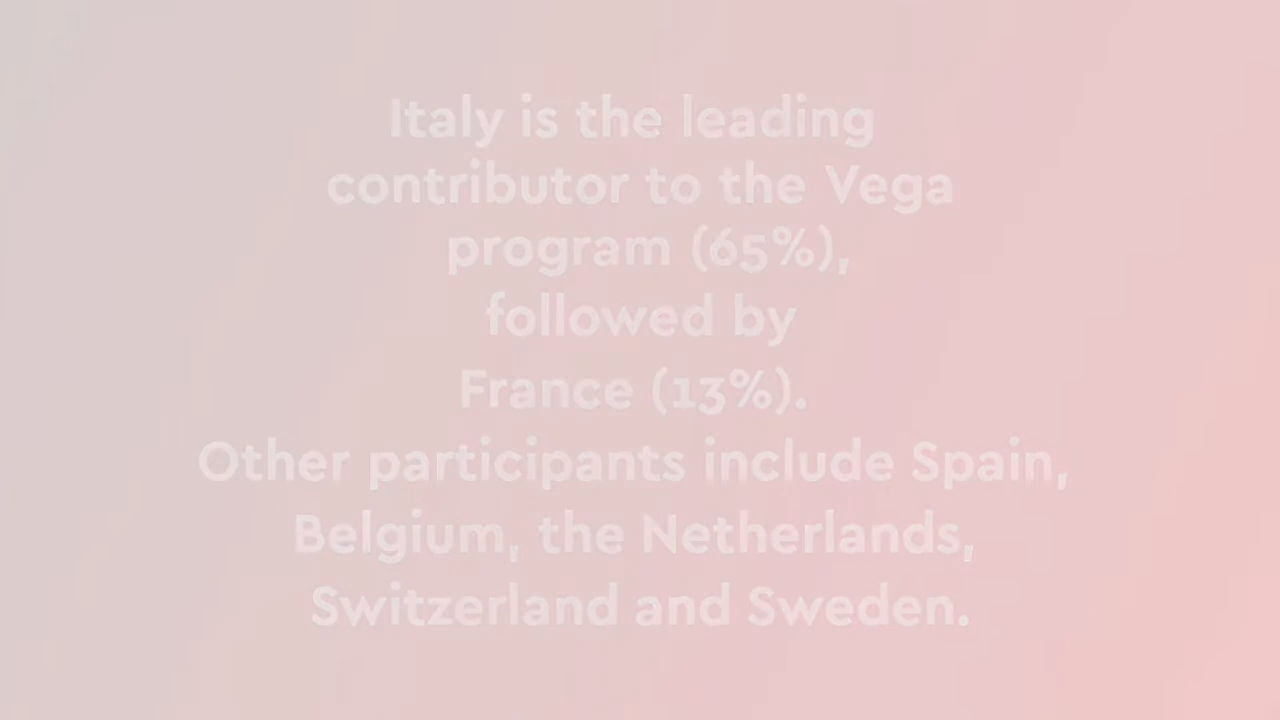 Italy is the leading
contributor to the Vega
program (65%),
followed by
France (13%).
Other participants include Spain,
Belgium, the Netherlands,
Switzerland and Sweden.